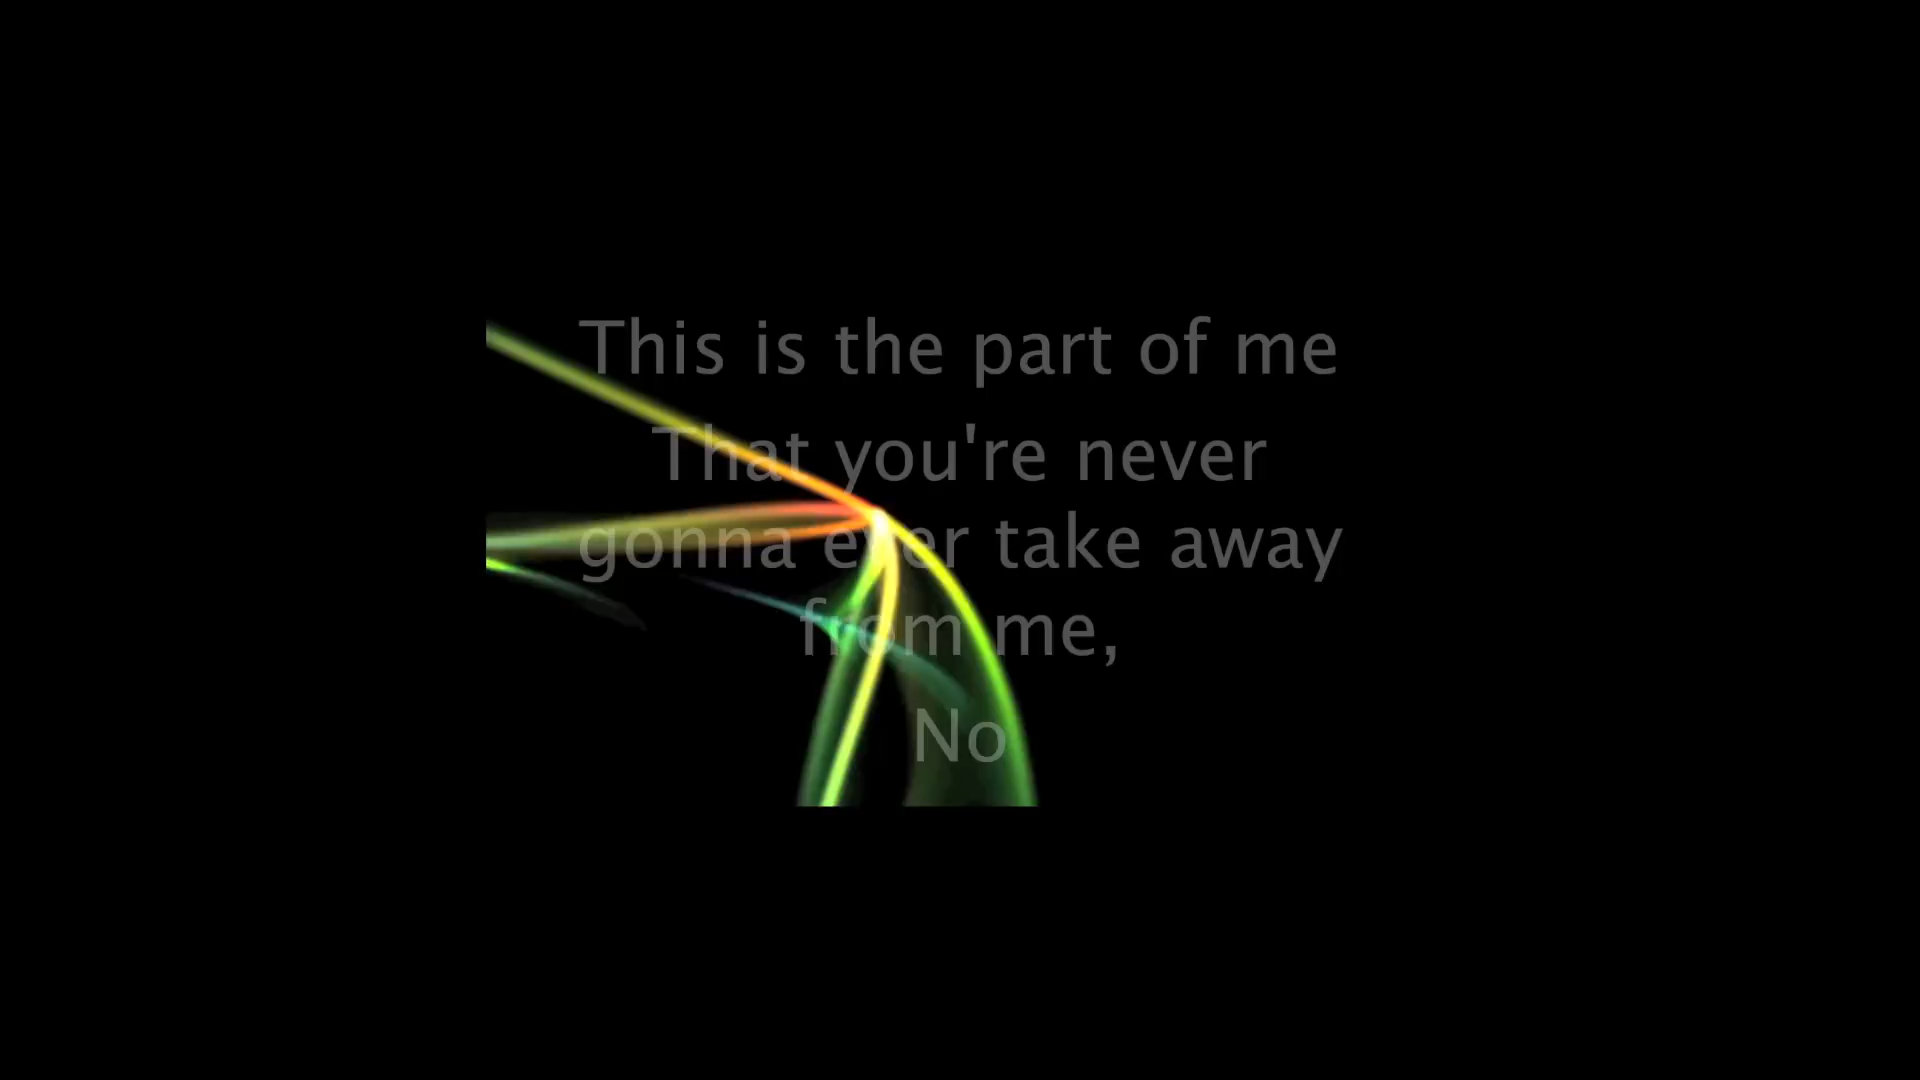 This is the part of me
That you're never
gonna ever take away
from me,
No